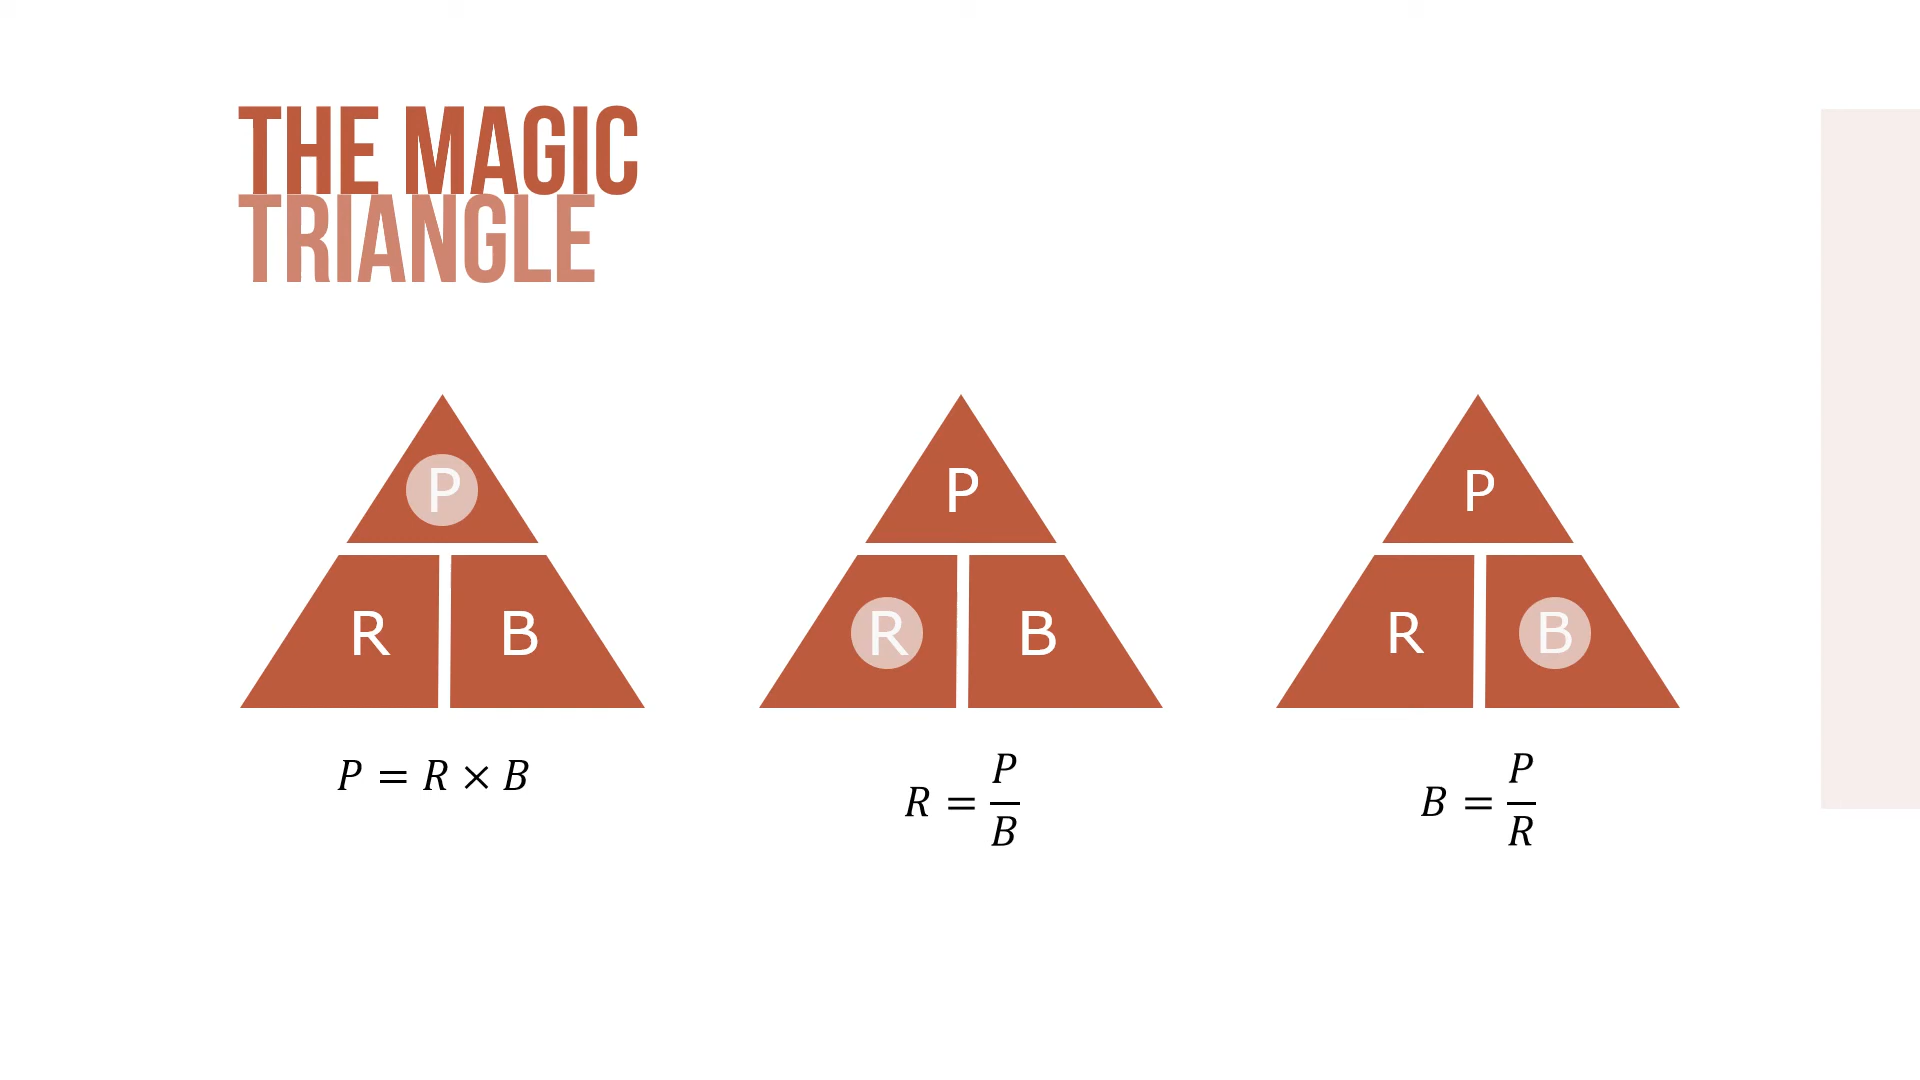 THE MAGIC
TRIANGLE
P
R B
P = R × B
P
R B
R = P/B
P
R B
B = P/R